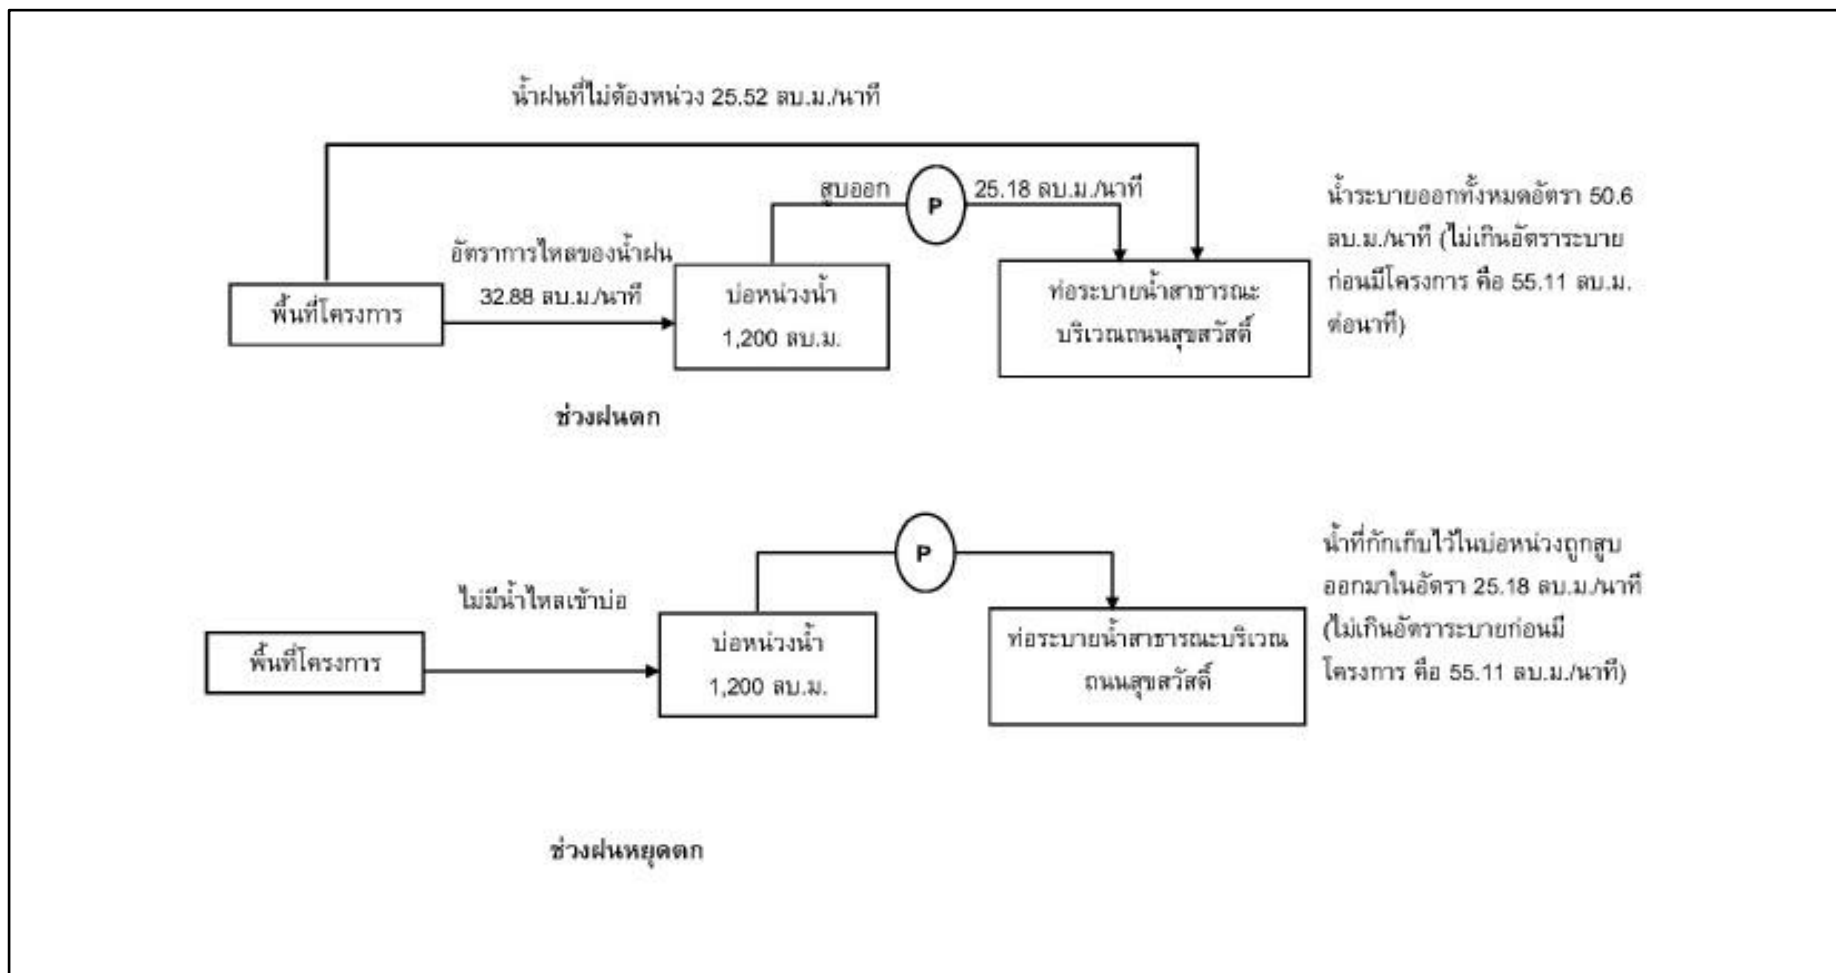 น้ำฝนที่ไม่ต้องหน่วง 25.52 ลบ.ม./นาที
สูบออก
P
25.18 ลบ.ม./นาที
น้ำระบายออกทั้งหมดอัตรา 50.6
ลบ.ม./นาที (ไม่เกินอัตราระบาย
ก่อนมีโครงการ คือ 55.11 ลบ.ม.
ต่อนาที)
อัตราการไหลของน้ำฝน
32.88 ลบ.ม./นาที
พื้นที่โครงการ
บ่อหน่วงน้ำ
1,200 ลบ.ม.
ท่อระบายน้ำสาธารณะ
บริเวณถนนสุขสวัสดิ์
ช่วงฝนตก
P
น้ำที่กักเก็บไว้ในบ่อหน่วงถูกสูบ
ออกมาในอัตรา 25.18 ลบ.ม./นาที
(ไม่เกินอัตราระบายก่อนมี
โครงการ คือ 55.11 ลบ.ม./นาที)
ไม่มีน้ำไหลเข้าบ่อ
พื้นที่โครงการ
บ่อหน่วงน้ำ
1,200 ลบ.ม.
ท่อระบายน้ำสาธารณะบริเวณ
ถนนสุขสวัสดิ์
ช่วงฝนหยุดตก